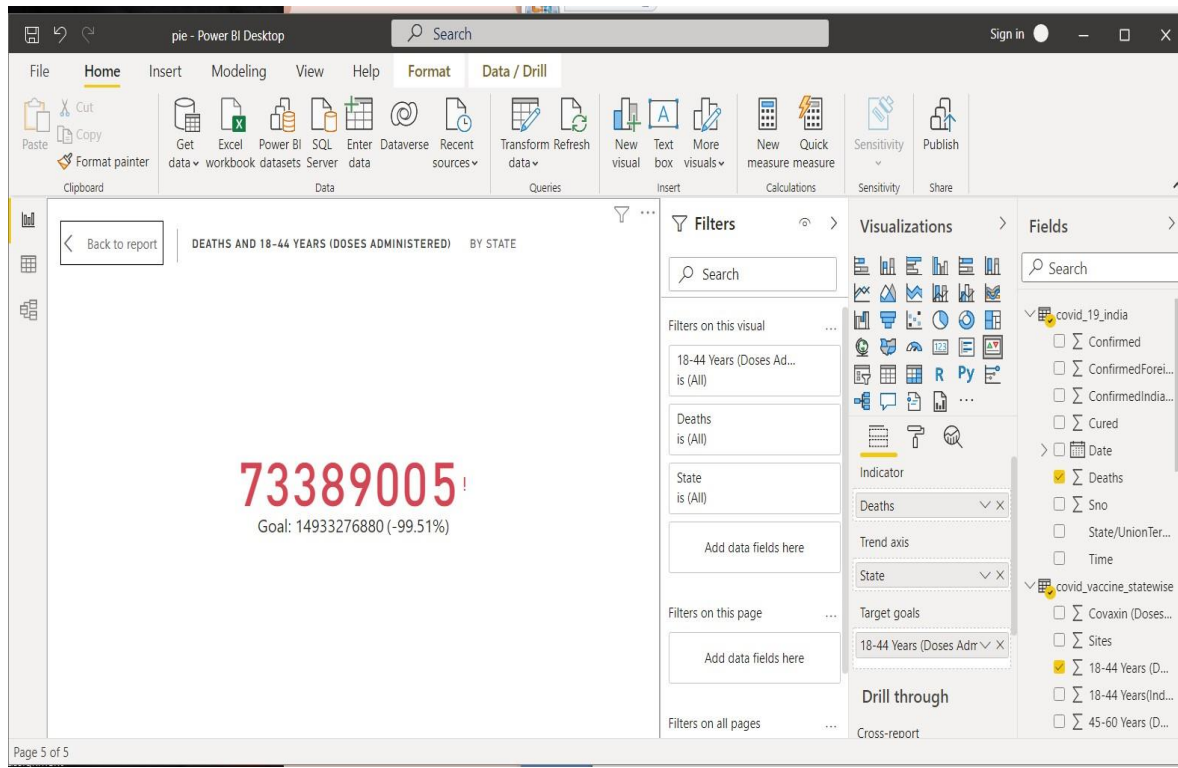 pie - Power BI Desktop
Search
Sign in
File Home Insert Modeling View Help Format Data / Drill
Paste
Cut
Copy
Format painter
Clipboard
Get data
Excel workbook
Power BI datasets
SQL Server
Enter data
Dataverse
Recent sources
Data
Transform data
Refresh
Queries
New visual
Text box
More visuals
Insert
New measure
Quick measure
Calculations
Sensitivity
Sensitivity
Publish
Share
Back to report
DEATHS AND 18-44 YEARS (DOSES ADMINISTERED) BY STATE
73389005 !
Goal: 14933276880 (-99.51%)
Filters
Search
Filters on this visual ...
18-44 Years (Doses Ad...
is (All)
Deaths
is (All)
State
is (All)
Add data fields here
Filters on this page ...
Add data fields here
Filters on all pages ...
Visualizations
123
R Py
...
Indicator
Deaths
Trend axis
State
Target goals
18-44 Years (Doses Adm
Drill through
Cross-report
Fields
Search
covid_19_india
∑ Confirmed
∑ ConfirmedForei...
∑ ConfirmedIndia...
∑ Cured
Date
∑ Deaths
∑ Sno
State/UnionTer...
Time
covid_vaccine_statewise
∑ Covaxin (Doses...
∑ Sites
∑ 18-44 Years (D...
∑ 18-44 Years(Ind...
∑ 45-60 Years (D...
Page 5 of 5